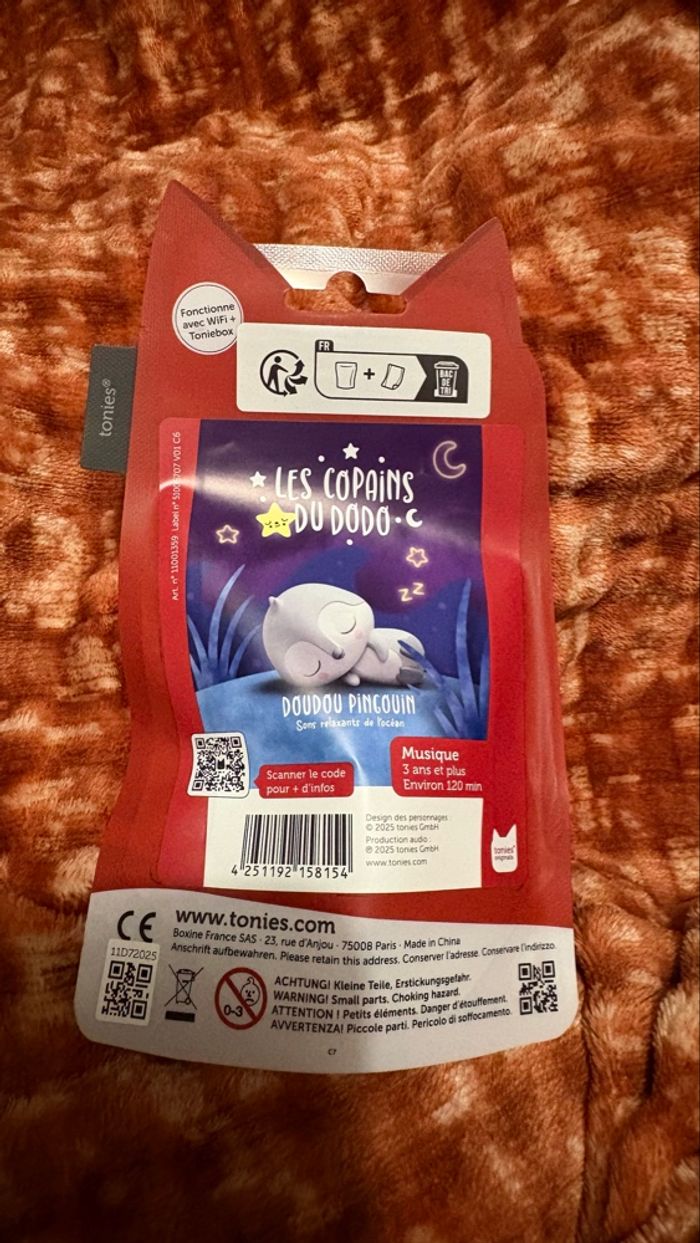 Fonctionne
avec WiFi +
Toniebox
FR
+
BAC
DE
TRI
tonies®
LES COPAINS
DU DODO
ZZ
DOUDOU PINGOUIN
Sons relaxants de l'océan
Scanner le code
pour + d'infos
Musique
3 ans et plus
Environ 120 min
4 251192 158154
Design des personnages :
© 2025 tonies GmbH
Production audio :
℗ 2025 tonies GmbH
www.tonies.com
tonies®
originals
CE
www.tonies.com
Boxine France SAS · 23, rue d'Anjou · 75008 Paris · Made in China
Anschrift aufbewahren. Please retain this address. Conserver l'adresse. Conservare l'indirizzo.
11D72025
0-3
ACHTUNG! Kleine Teile, Erstickungsgefahr.
WARNING! Small parts. Choking hazard.
ATTENTION ! Petits éléments. Danger d'étouffement.
AVVERTENZA! Piccole parti. Pericolo di soffocamento.
C7
Art. n° 11001359 Label n°
V01 C6